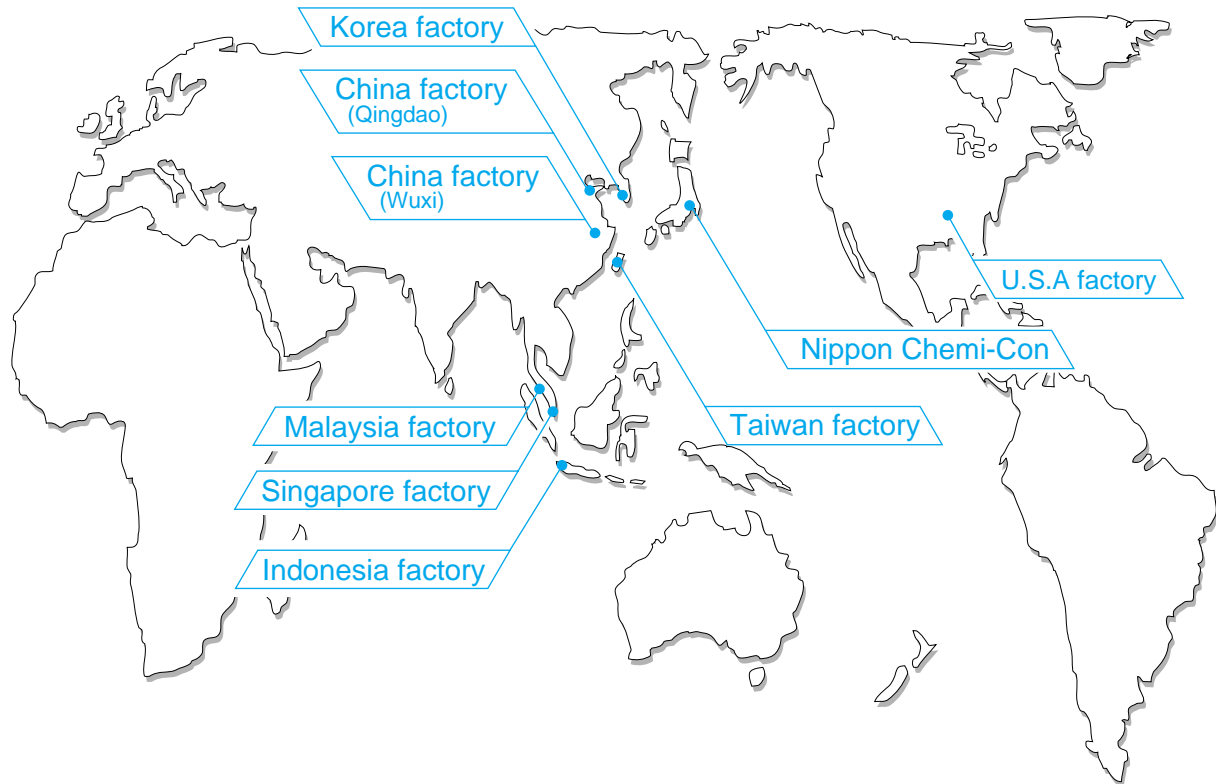 Korea factory
China factory
(Qingdao)
China factory
(Wuxi)
U.S.A factory
Nippon Chemi-Con
Taiwan factory
Malaysia factory
Singapore factory
Indonesia factory